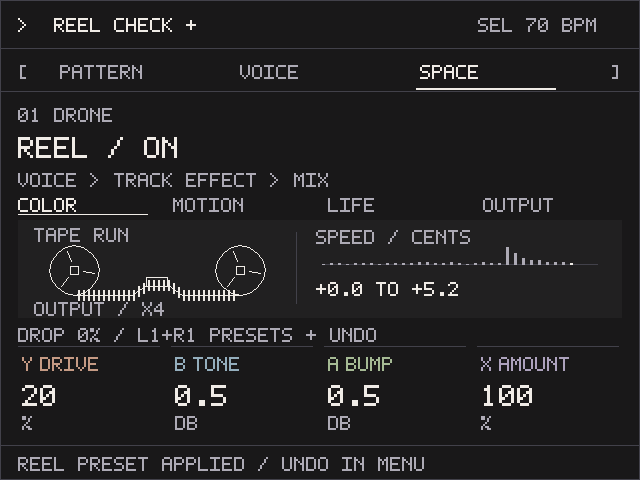 > REEL CHECK + SEL 70 BPM
[ PATTERN VOICE SPACE ]
01 DRONE
REEL / ON
VOICE > TRACK EFFECT > MIX
COLOR MOTION LIFE OUTPUT
TAPE RUN
SPEED / CENTS
+0.0 TO +5.2
OUTPUT / X4
DROP 0% / L1+R1 PRESETS + UNDO
Y DRIVE B TONE A BUMP X AMOUNT
20 0.5 0.5 100
% DB DB %
REEL PRESET APPLIED / UNDO IN MENU